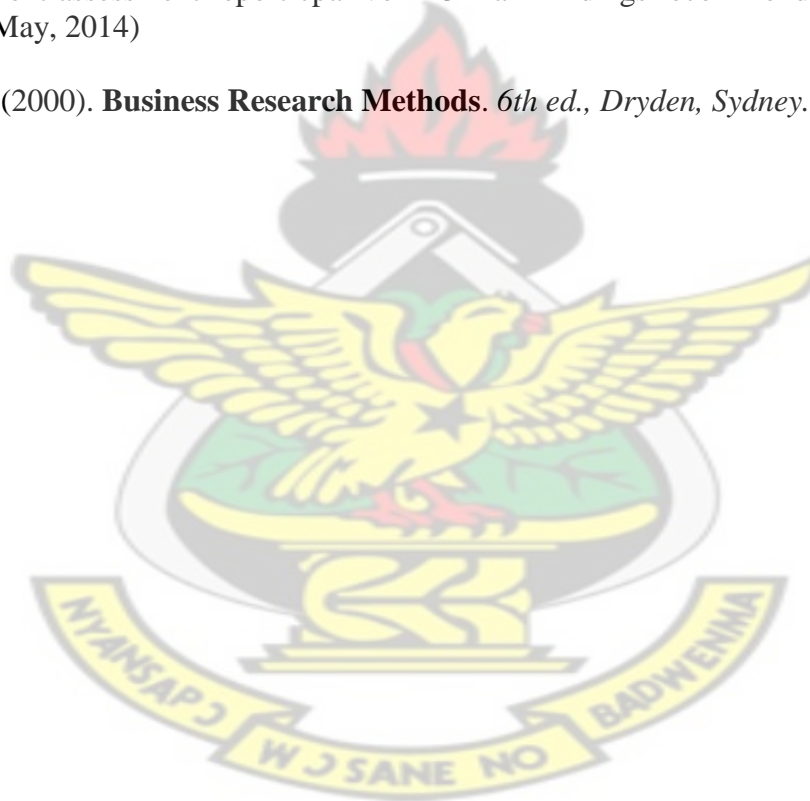 May, 2014)
(2000). Business Research Methods. 6th ed., Dryden, Sydney.
NYANSAPƆ
WƆSANE NO
BADWENMA